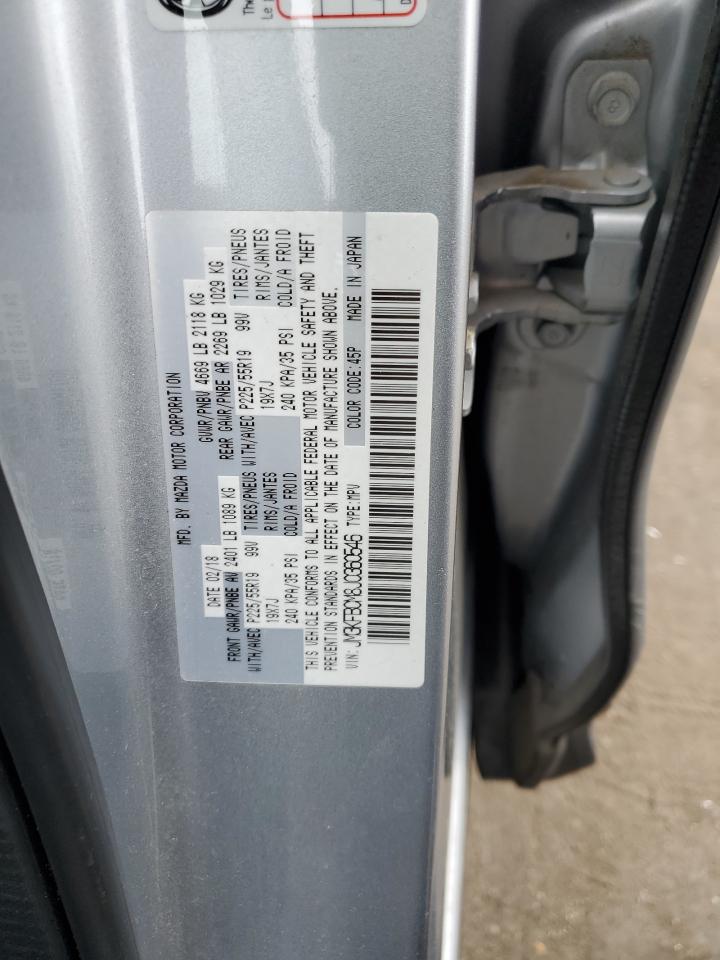 MFD. BY MAZDA MOTOR CORPORATION
DATE 02/18 GVWR/PNBV 4669 LB 2118 KG
FRONT GAWR/PNBE AV 2401 LB 1089 KG REAR GAWR/PNBE AR 2269 LB 1029 KG
WITH/AVEC P225/55R19 99V TIRES/PNEUS WITH/AVEC P225/55R19 99V TIRES/PNEUS
19X7J RIMS/JANTES 19X7J RIMS/JANTES
240 KPA/35 PSI COLD/A FROID 240 KPA/35 PSI COLD/A FROID
THIS VEHICLE CONFORMS TO ALL APPLICABLE FEDERAL MOTOR VEHICLE SAFETY AND THEFT
PREVENTION STANDARDS IN EFFECT ON THE DATE OF MANUFACTURE SHOWN ABOVE.
VIN: JM3KFBCM8J0360546 TYPE:MPV COLOR CODE:45P MADE IN JAPAN